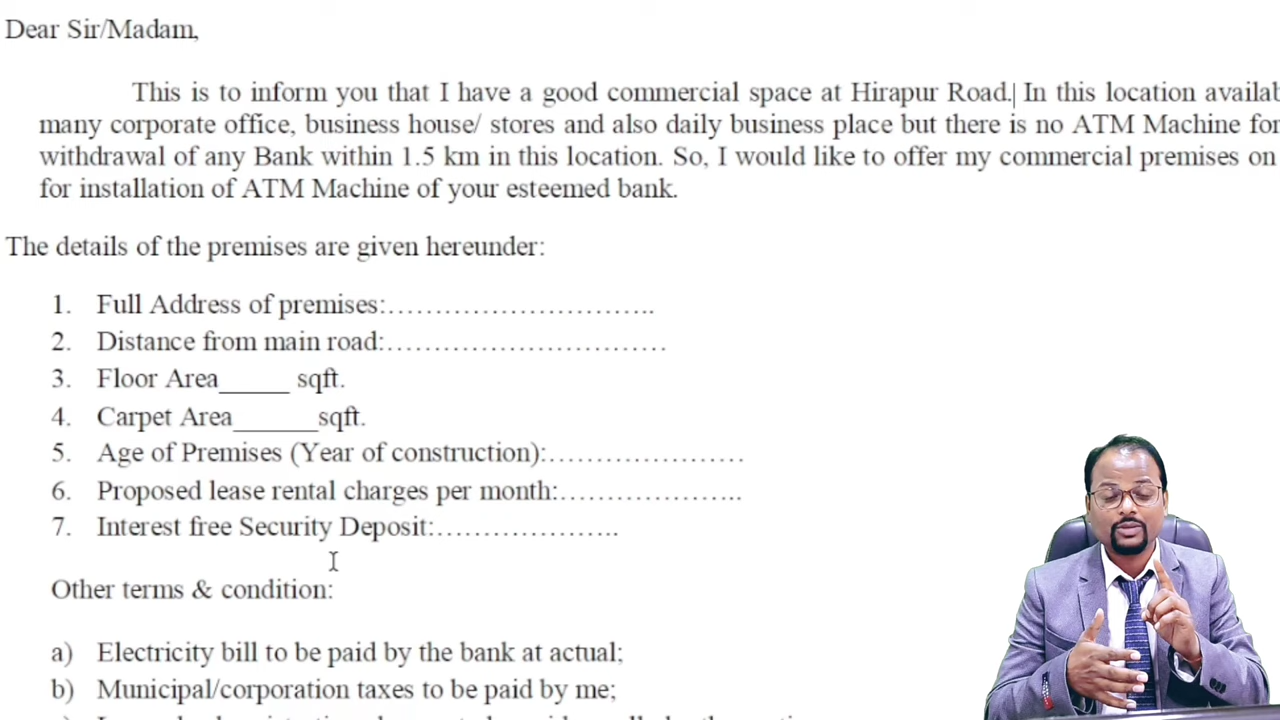 Dear Sir/Madam,
This is to inform you that I have a good commercial space at Hirapur Road. In this location
many corporate office, business house/ stores and also daily business place but there is no ATM Machine for
withdrawal of any Bank within 1.5 km in this location. So, I would like to offer my commercial premises on
for installation of ATM Machine of your esteemed bank.
The details of the premises are given hereunder:
1. Full Address of premises:…………………………..
2. Distance from main road:…………………………
3. Floor Area_____ sqft.
4. Carpet Area______sqft.
5. Age of Premises (Year of construction):…………………
6. Proposed lease rental charges per month:………………..
7. Interest free Security Deposit:………………..
Other terms & condition:
a) Electricity bill to be paid by the bank at actual;
b) Municipal/corporation taxes to be paid by me;